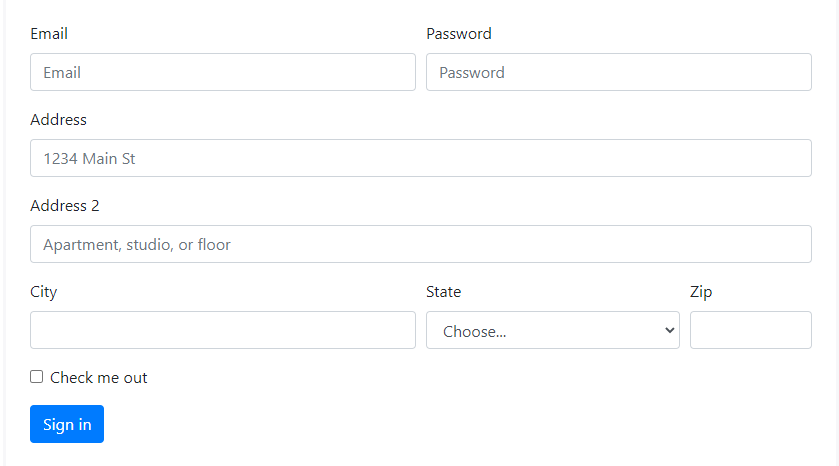 Email Password
Email Password
Address
1234 Main St
Address 2
Apartment, studio, or floor
City State Zip
Choose...
Check me out
Sign in